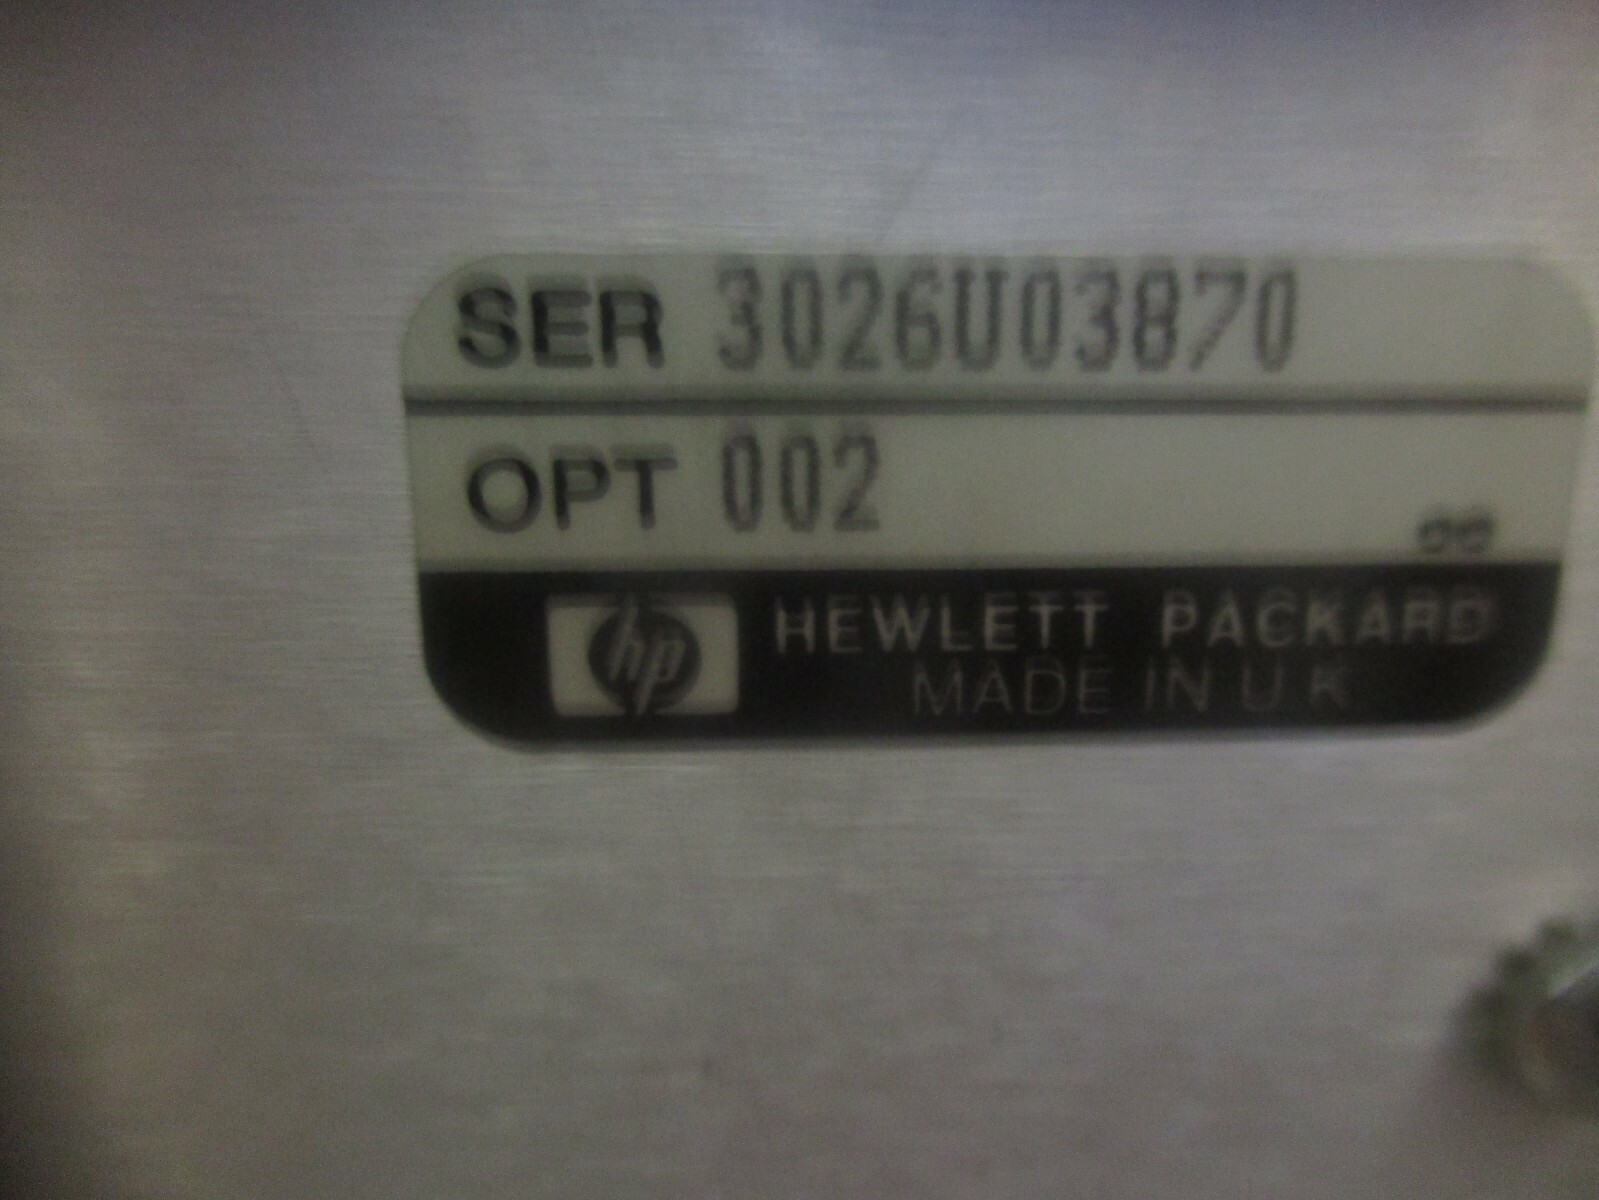 SER 3026U03870
OPT 002
hp HEWLETT PACKARD
MADE IN U K